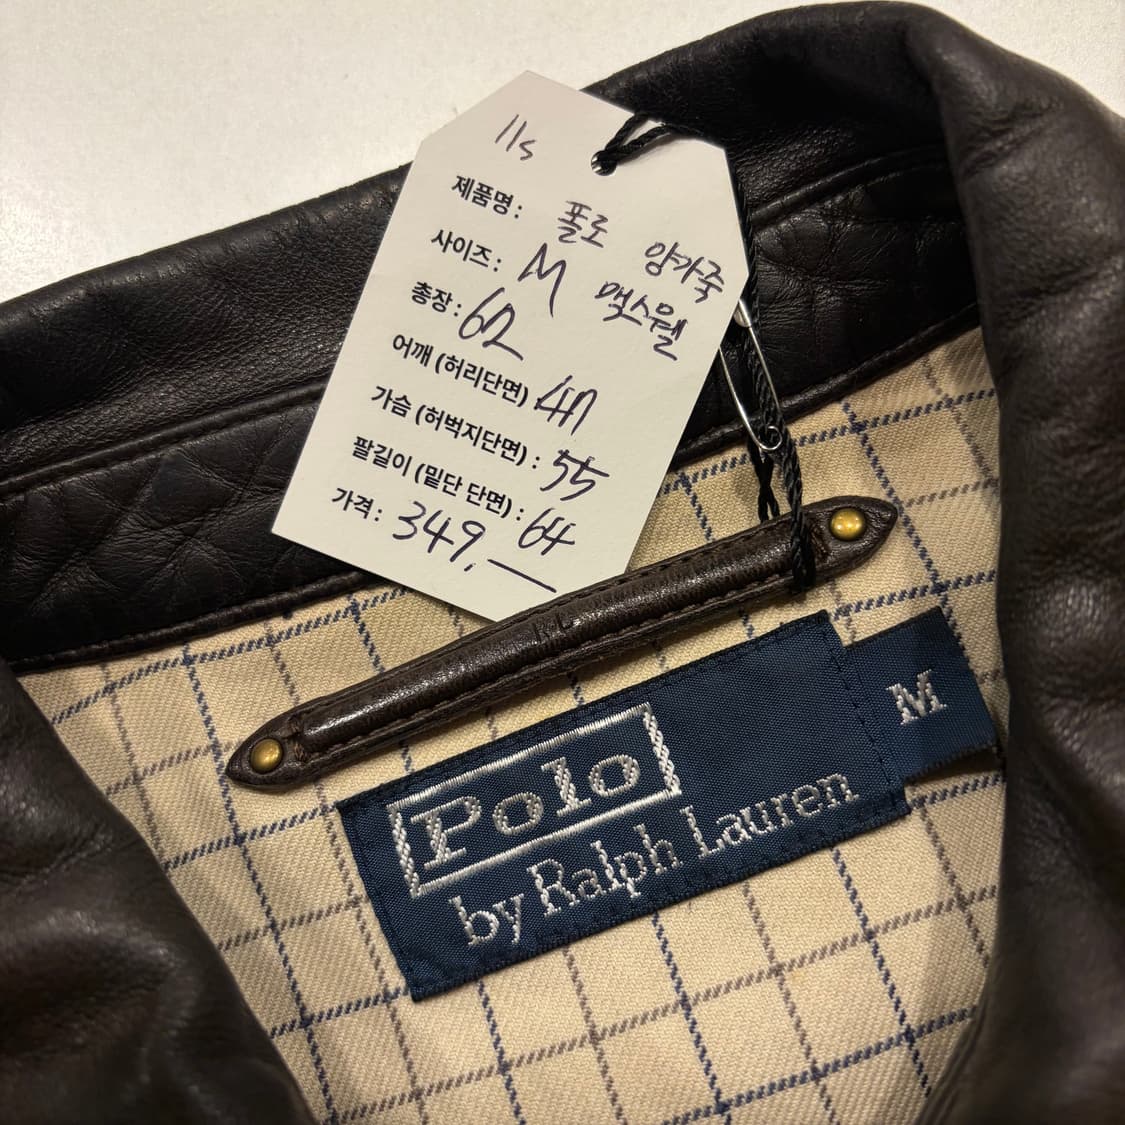 11s
제품명: 폴로 양가죽
사이즈: M 맥스웰
총장: 62
어깨 (허리단면) 47
가슴 (허벅지단면) : 55
팔길이 (밑단 단면) : 64
가격: 349,—
RL
M
Polo
by Ralph Lauren